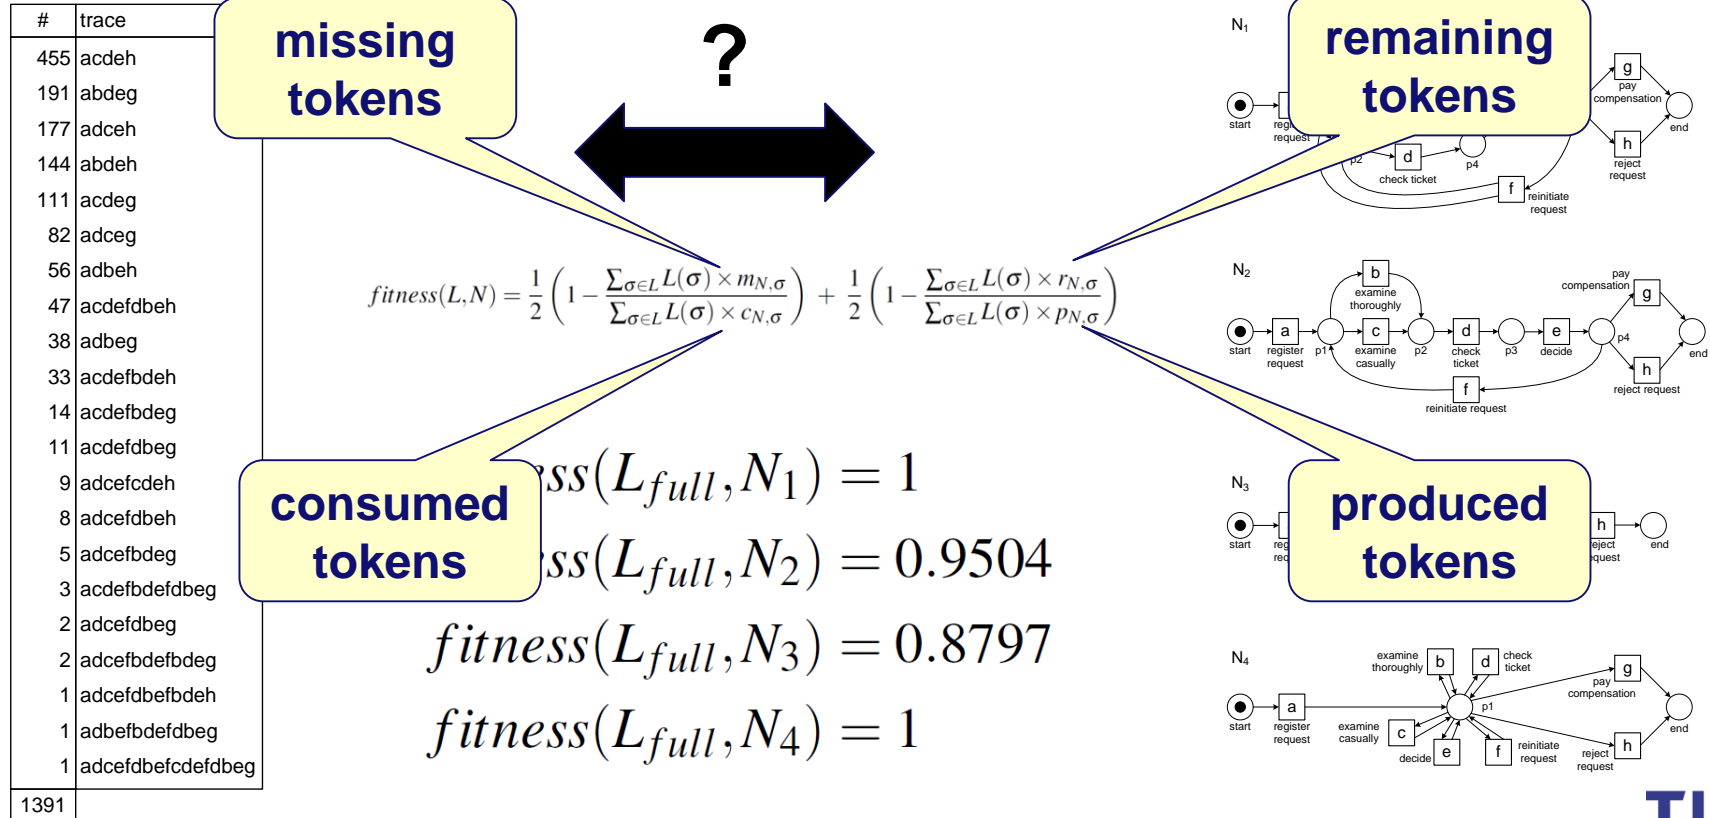 # trace
455 acdeh
191 abdeg
177 adceh
144 abdeh
111 acdeg
82 adceg
56 adbeh
47 acdefdbeh
38 adbeg
33 acdefbdeh
14 acdefbdeg
11 acdefdbeg
9 adcefcdeh
8 adcefdbeh
5 adcefbdeg
3 acdefbdefdbeg
2 adcefdbeg
2 adcefbdefbdeg
1 adcefdbefbdeh
1 adbefbdefdbeg
1 adcefdbefcdefdbeg
1391
missing
tokens
?
remaining
tokens
fitness(L,N) = 1/2 (1 − ∑σ∈L L(σ) × mN,σ / ∑σ∈L L(σ) × cN,σ) + 1/2 (1 − ∑σ∈L L(σ) × rN,σ / ∑σ∈L L(σ) × pN,σ)
consumed
tokens
produced
tokens
ss(Lfull,N1) = 1
ss(Lfull,N2) = 0.9504
fitness(Lfull,N3) = 0.8797
fitness(Lfull,N4) = 1
N1
start
request
p2
d
check ticket
p4
f
reinitiate
request
g
pay
compensation
h
reject
request
end
N2
start
a
register
request
p1
b
examine
thoroughly
c
examine
casually
p2
d
check
ticket
p3
e
decide
p4
f
reinitiate request
pay
compensation
g
h
reject request
end
N3
start
h
end
N4
start
a
register
request
examine
thoroughly
b
d
check
ticket
p1
examine
casually
c
decide
e
f
reinitiate
request
g
pay
compensation
reject
request
h
end